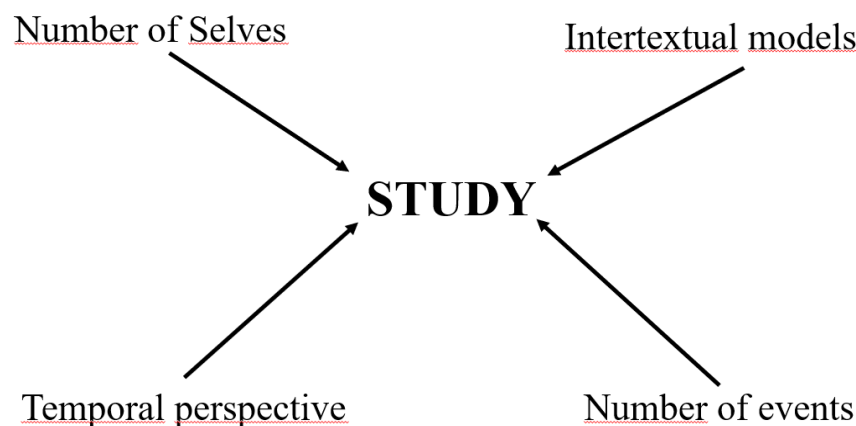 Number of Selves
Intertextual models
STUDY
Temporal perspective
Number of events